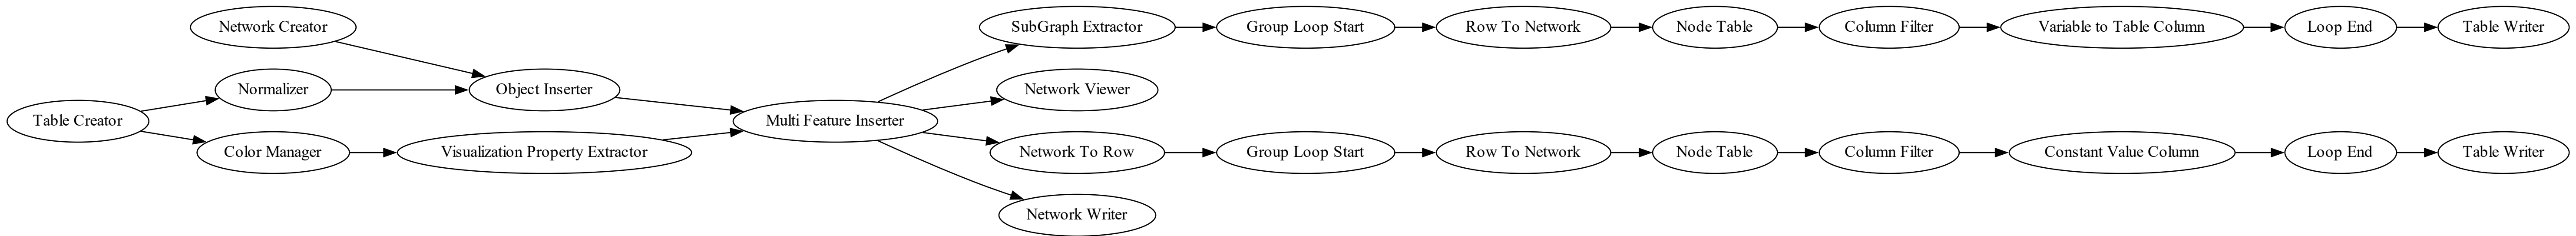 Network Creator
SubGraph Extractor
Group Loop Start
Row To Network
Node Table
Column Filter
Variable to Table Column
Loop End
Table Writer
Normalizer
Object Inserter
Network Viewer
Table Creator
Multi Feature Inserter
Color Manager
Visualization Property Extractor
Network To Row
Group Loop Start
Row To Network
Node Table
Column Filter
Constant Value Column
Loop End
Table Writer
Network Writer